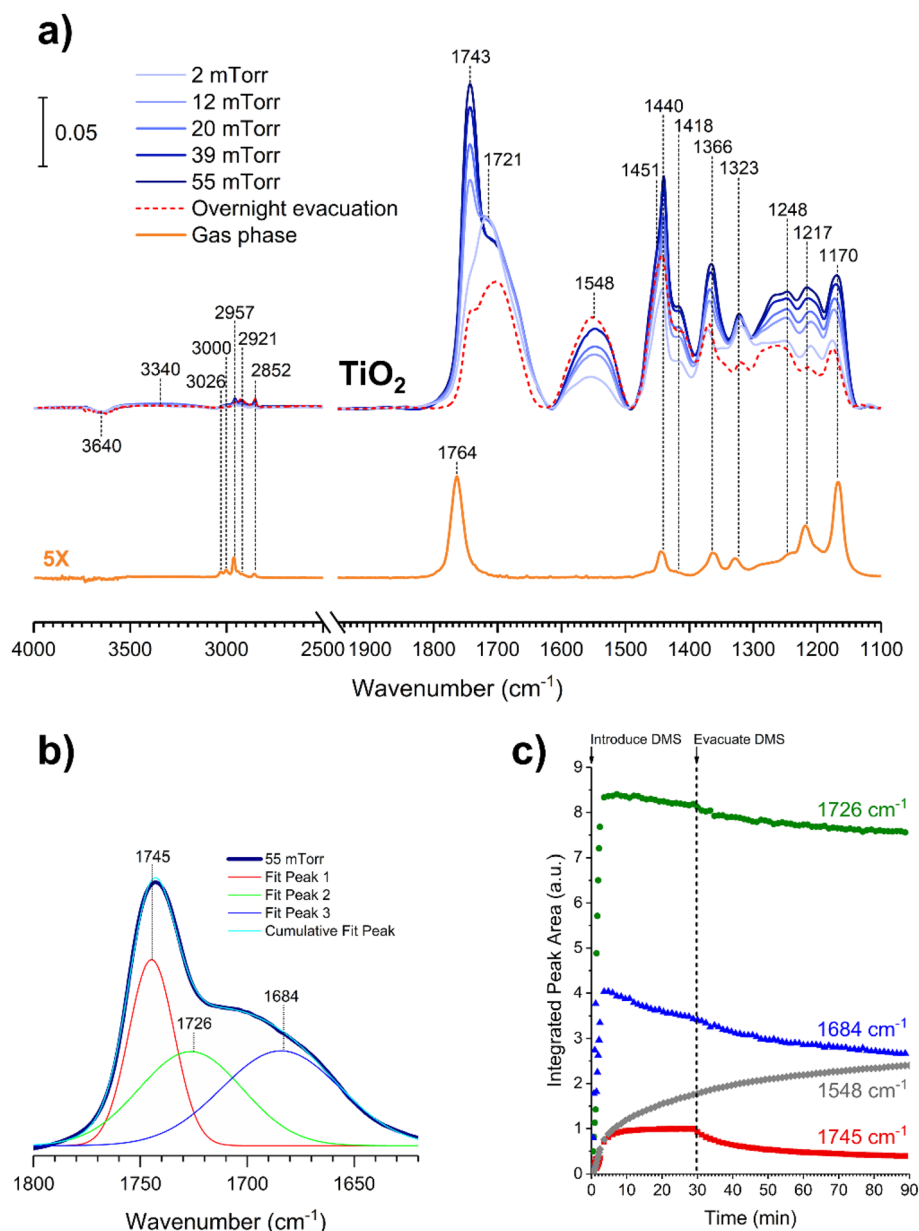 a)
2 mTorr
12 mTorr
20 mTorr
39 mTorr
55 mTorr
Overnight evacuation
Gas phase
0.05
1743
1721
1548
1451
1440
1418
1366
1323
1248
1217
1170
3640
3340
3026
3000
2957
2921
2852
TiO₂
1764
5X
4000 3500 3000 2500 1900 1800 1700 1600 1500 1400 1300 1200 1100
Wavenumber (cm⁻¹)
b)
1745
1726
1684
55 mTorr
Fit Peak 1
Fit Peak 2
Fit Peak 3
Cumulative Fit Peak
1800 1750 1700 1650
Wavenumber (cm⁻¹)
c)
Introduce DMS
Evacuate DMS
9
8
7
6
5
4
3
2
1
0
Integrated Peak Area (a.u.)
1726 cm⁻¹
1684 cm⁻¹
1548 cm⁻¹
1745 cm⁻¹
0 10 20 30 40 50 60 70 80 90
Time (min)